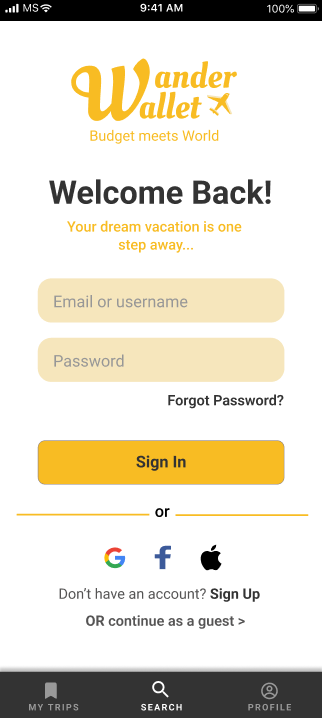 MS 9:41 AM 100%
Wander
Wallet
Budget meets World
Welcome Back!
Your dream vacation is one
step away...
Email or username
Password
Forgot Password?
Sign In
or
Don't have an account? Sign Up
OR continue as a guest >
MY TRIPS SEARCH PROFILE